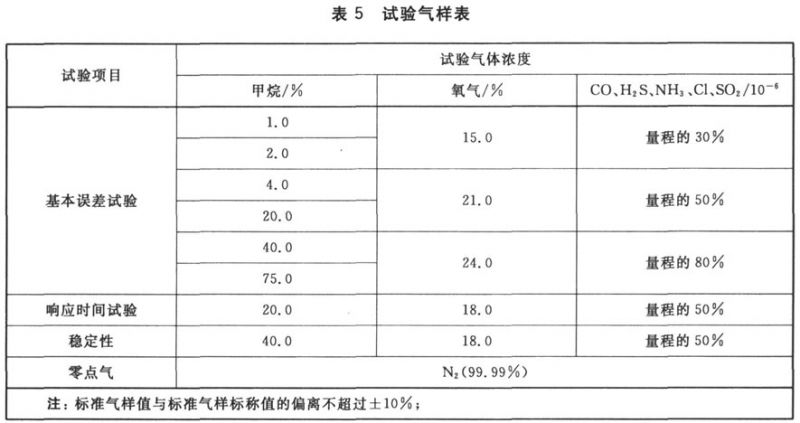 表 5 试验气样表
试验项目
试验气体浓度
甲烷/% 氧气/% CO、H₂S、NH₃、Cl、SO₂/10⁻⁶
基本误差试验
1.0
2.0
15.0 量程的 30%
4.0
20.0
21.0 量程的 50%
40.0
75.0
24.0 量程的 80%
响应时间试验 20.0 18.0 量程的 50%
稳定性 40.0 18.0 量程的 50%
零点气 N₂(99.99%)
注：标准气样值与标准气样标称值的偏离不超过±10%；